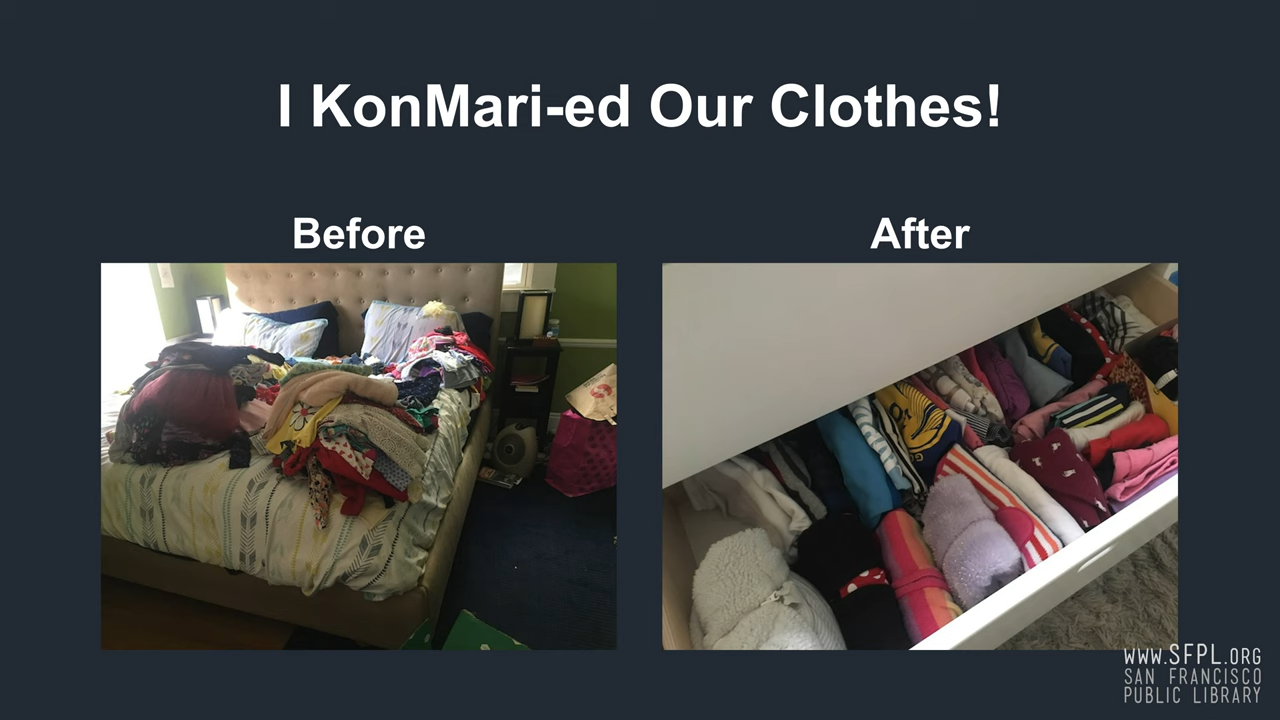 I KonMari-ed Our Clothes!
Before
After
www.SFPL.org
San Francisco
Public Library